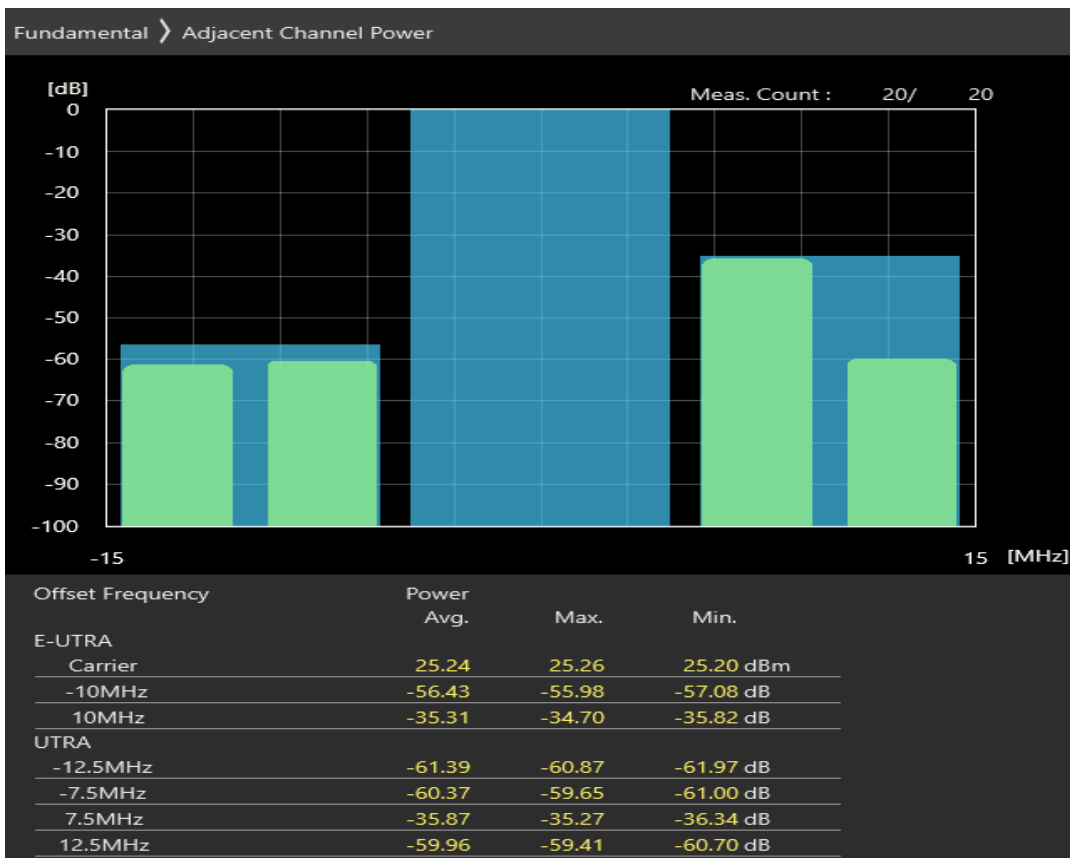 Fundamental 〉 Adjacent Channel Power
[dB]
Meas. Count : 20/ 20
0
-10
-20
-30
-40
-50
-60
-70
-80
-90
-100
-15 15 [MHz]
Offset Frequency Power
Avg. Max. Min.
E-UTRA
Carrier 25.24 25.26 25.20 dBm
-10MHz -56.43 -55.98 -57.08 dB
10MHz -35.31 -34.70 -35.82 dB
UTRA
-12.5MHz -61.39 -60.87 -61.97 dB
-7.5MHz -60.37 -59.65 -61.00 dB
7.5MHz -35.87 -35.27 -36.34 dB
12.5MHz -59.96 -59.41 -60.70 dB